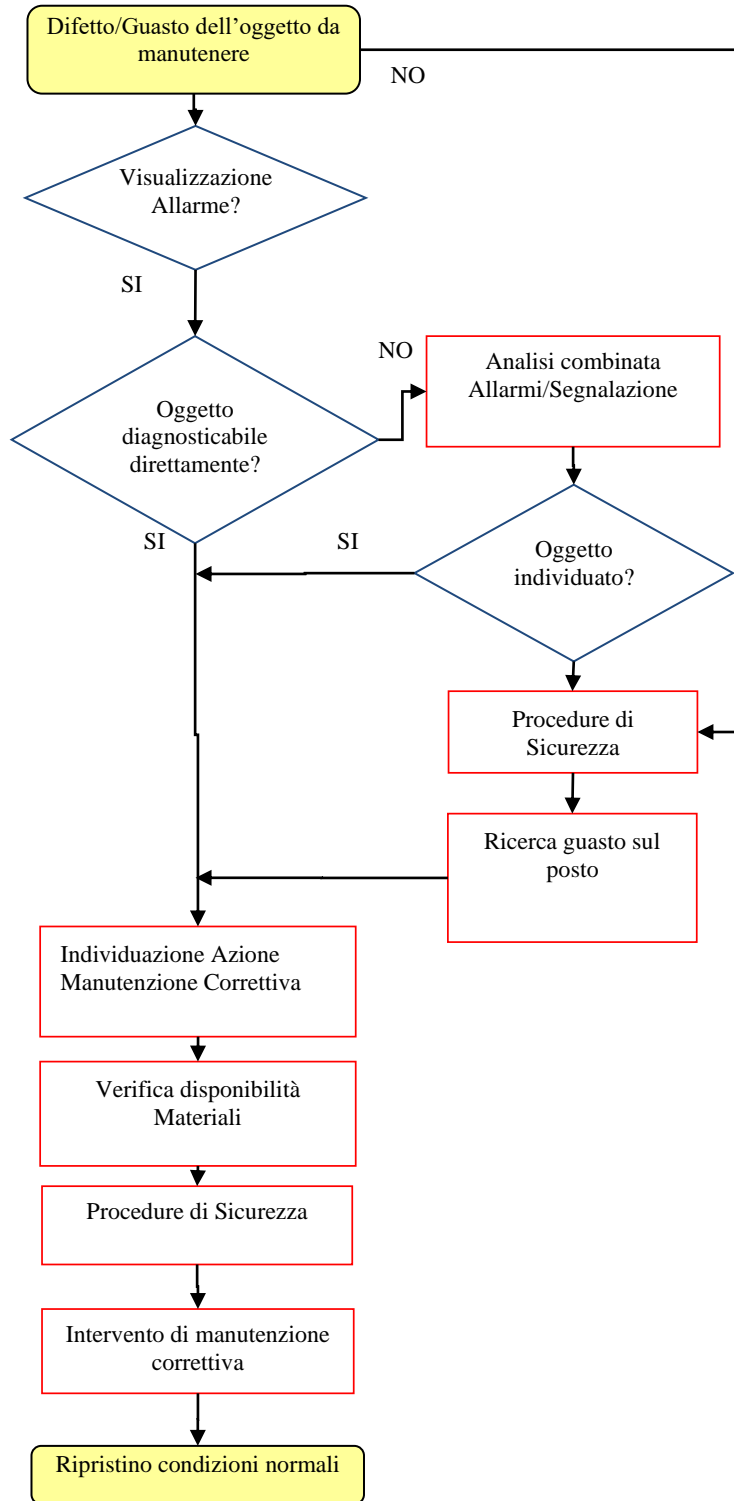 Difetto/Guasto dell’oggetto da
manutenere
NO
Visualizzazione
Allarme?
SI
NO
Analisi combinata
Allarmi/Segnalazione
Oggetto
diagnosticabile
direttamente?
SI
SI
Oggetto
individuato?
Procedure di
Sicurezza
Ricerca guasto sul
posto
Individuazione Azione
Manutenzione Correttiva
Verifica disponibilità
Materiali
Procedure di Sicurezza
Intervento di manutenzione
correttiva
Ripristino condizioni normali